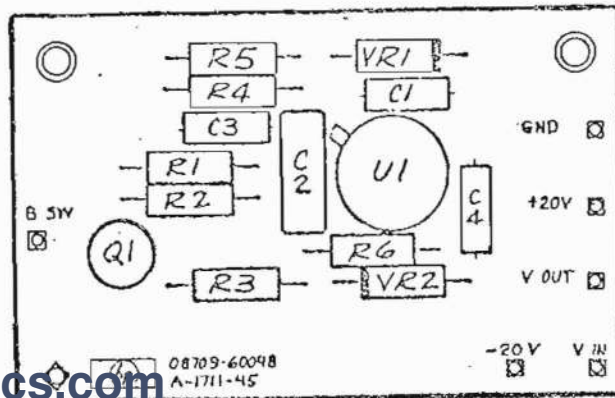 R5
VR1
R4
C1
C3
GND
R1
C
2
U1
R2
C
4
+20V
B SW
Q1
R6
R3
VR2
V OUT
08709-60048
A-1711-45
-20V
V IN
cs.com